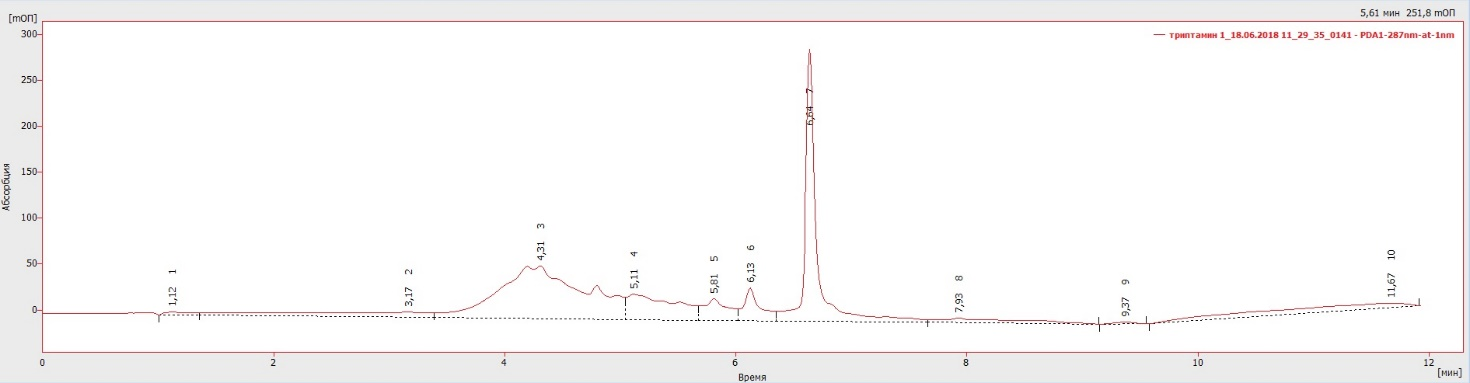 5,61 мин 251,8 mОП
[mОП]
триптамин 1_18.06.2018 11_29_35_0141 - PDA1-287nm-at-1nm
300
250
200
150
100
50
0
Абсорбция
1,12 1
3,17 2
4,31 3
5,11 4
5,81 5
6,13 6
6,64 7
7,93 8
9,37 9
11,67 10
0 2 4 6 8 10 12
Время
[мин]